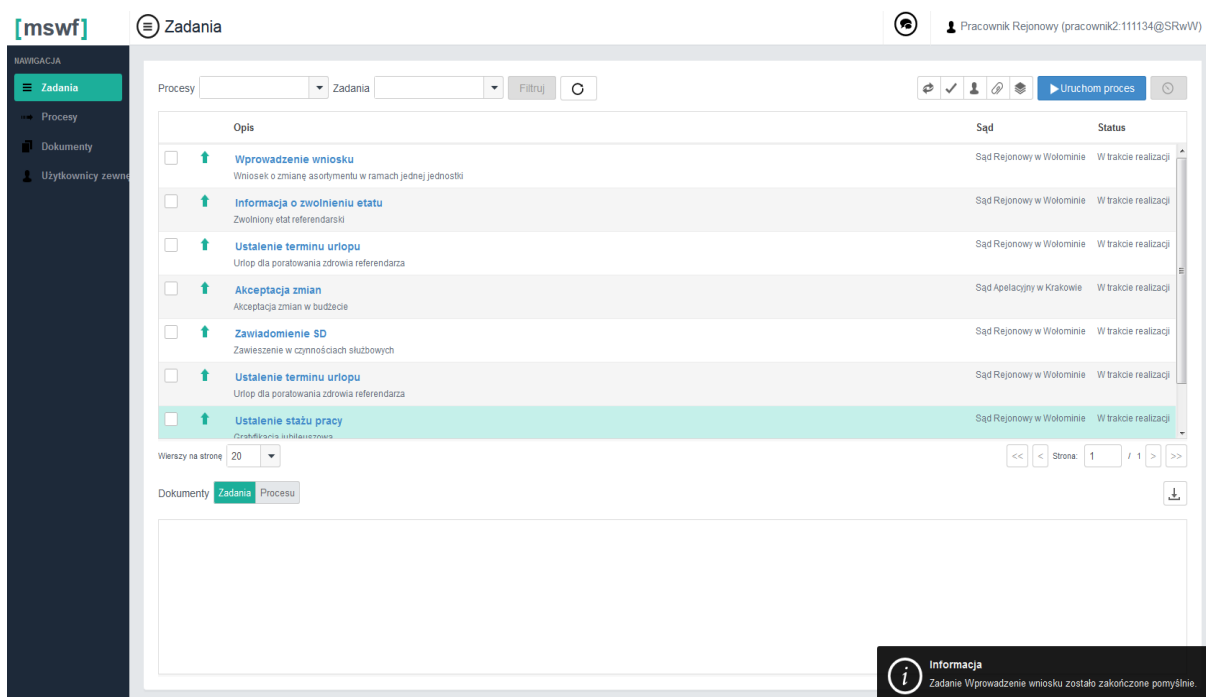 [mswf]
Zadania
Pracownik Rejonowy (pracownik2:111134@SRwW)
NAWIGACJA
Zadania
Procesy
Dokumenty
Użytkownicy zewnę
Procesy
Zadania
Filtruj
Uruchom proces
Opis Sąd Status
Wprowadzenie wniosku Sąd Rejonowy w Wołominie W trakcie realizacji
Wniosek o zmianę asortymentu w ramach jednej jednostki
Informacja o zwolnieniu etatu Sąd Rejonowy w Wołominie W trakcie realizacji
Zwolniony etat referendarski
Ustalenie terminu urlopu Sąd Rejonowy w Wołominie W trakcie realizacji
Urlop dla poratowania zdrowia referendarza
Akceptacja zmian Sąd Apelacyjny w Krakowie W trakcie realizacji
Akceptacja zmian w budżecie
Zawiadomienie SD Sąd Rejonowy w Wołominie W trakcie realizacji
Zawieszenie w czynnościach służbowych
Ustalenie terminu urlopu Sąd Rejonowy w Wołominie W trakcie realizacji
Urlop dla poratowania zdrowia referendarza
Ustalenie stażu pracy Sąd Rejonowy w Wołominie W trakcie realizacji
Gratyfikacja jubileuszowa
Wierszy na stronę 20 << < Strona: 1 / 1 > >>
Dokumenty Zadania Procesu
Informacja
Zadanie Wprowadzenie wniosku zostało zakończone pomyślnie.